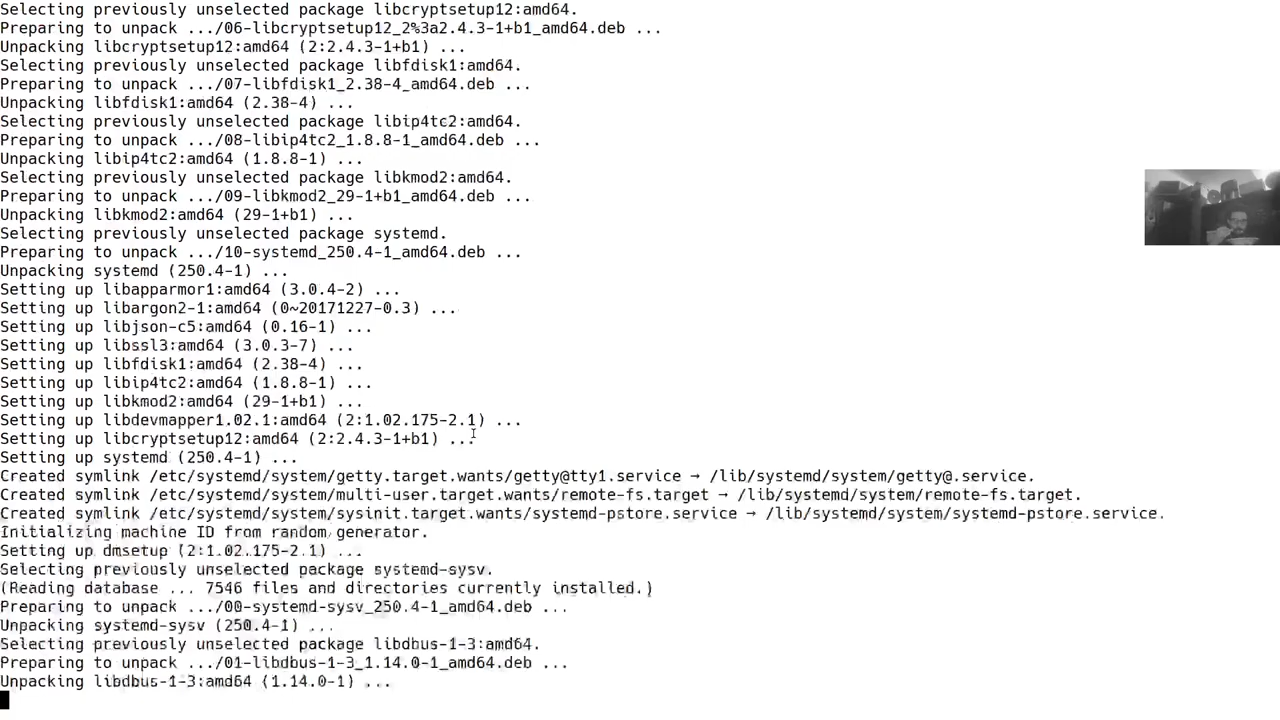 Selecting previously unselected package libcryptsetup12:amd64.
Preparing to unpack .../06-libcryptsetup12_2%3a2.4.3-1+b1_amd64.deb ...
Unpacking libcryptsetup12:amd64 (2:2.4.3-1+b1) ...
Selecting previously unselected package libfdisk1:amd64.
Preparing to unpack .../07-libfdisk1_2.38-4_amd64.deb ...
Unpacking libfdisk1:amd64 (2.38-4) ...
Selecting previously unselected package libip4tc2:amd64.
Preparing to unpack .../08-libip4tc2_1.8.8-1_amd64.deb ...
Unpacking libip4tc2:amd64 (1.8.8-1) ...
Selecting previously unselected package libkmod2:amd64.
Preparing to unpack .../09-libkmod2_29-1+b1_amd64.deb ...
Unpacking libkmod2:amd64 (29-1+b1) ...
Selecting previously unselected package systemd.
Preparing to unpack .../10-systemd_250.4-1_amd64.deb ...
Unpacking systemd (250.4-1) ...
Setting up libapparmor1:amd64 (3.0.4-2) ...
Setting up libargon2-1:amd64 (0~20171227-0.3) ...
Setting up libjson-c5:amd64 (0.16-1) ...
Setting up libssl3:amd64 (3.0.3-7) ...
Setting up libfdisk1:amd64 (2.38-4) ...
Setting up libip4tc2:amd64 (1.8.8-1) ...
Setting up libkmod2:amd64 (29-1+b1) ...
Setting up libdevmapper1.02.1:amd64 (2:1.02.175-2.1) ...
Setting up libcryptsetup12:amd64 (2:2.4.3-1+b1) ...
Setting up systemd (250.4-1) ...
Created symlink /etc/systemd/system/getty.target.wants/getty@tty1.service → /lib/systemd/system/getty@.service.
Created symlink /etc/systemd/system/multi-user.target.wants/remote-fs.target → /lib/systemd/system/remote-fs.target.
Created symlink /etc/systemd/system/sysinit.target.wants/systemd-pstore.service → /lib/systemd/system/systemd-pstore.service.
Initializing machine ID from random generator.
Setting up dmsetup (2:1.02.175-2.1) ...
Selecting previously unselected package systemd-sysv.
(Reading database ... 7546 files and directories currently installed.)
Preparing to unpack .../00-systemd-sysv_250.4-1_amd64.deb ...
Unpacking systemd-sysv (250.4-1) ...
Selecting previously unselected package libdbus-1-3:amd64.
Preparing to unpack .../01-libdbus-1-3_1.14.0-1_amd64.deb ...
Unpacking libdbus-1-3:amd64 (1.14.0-1) ...